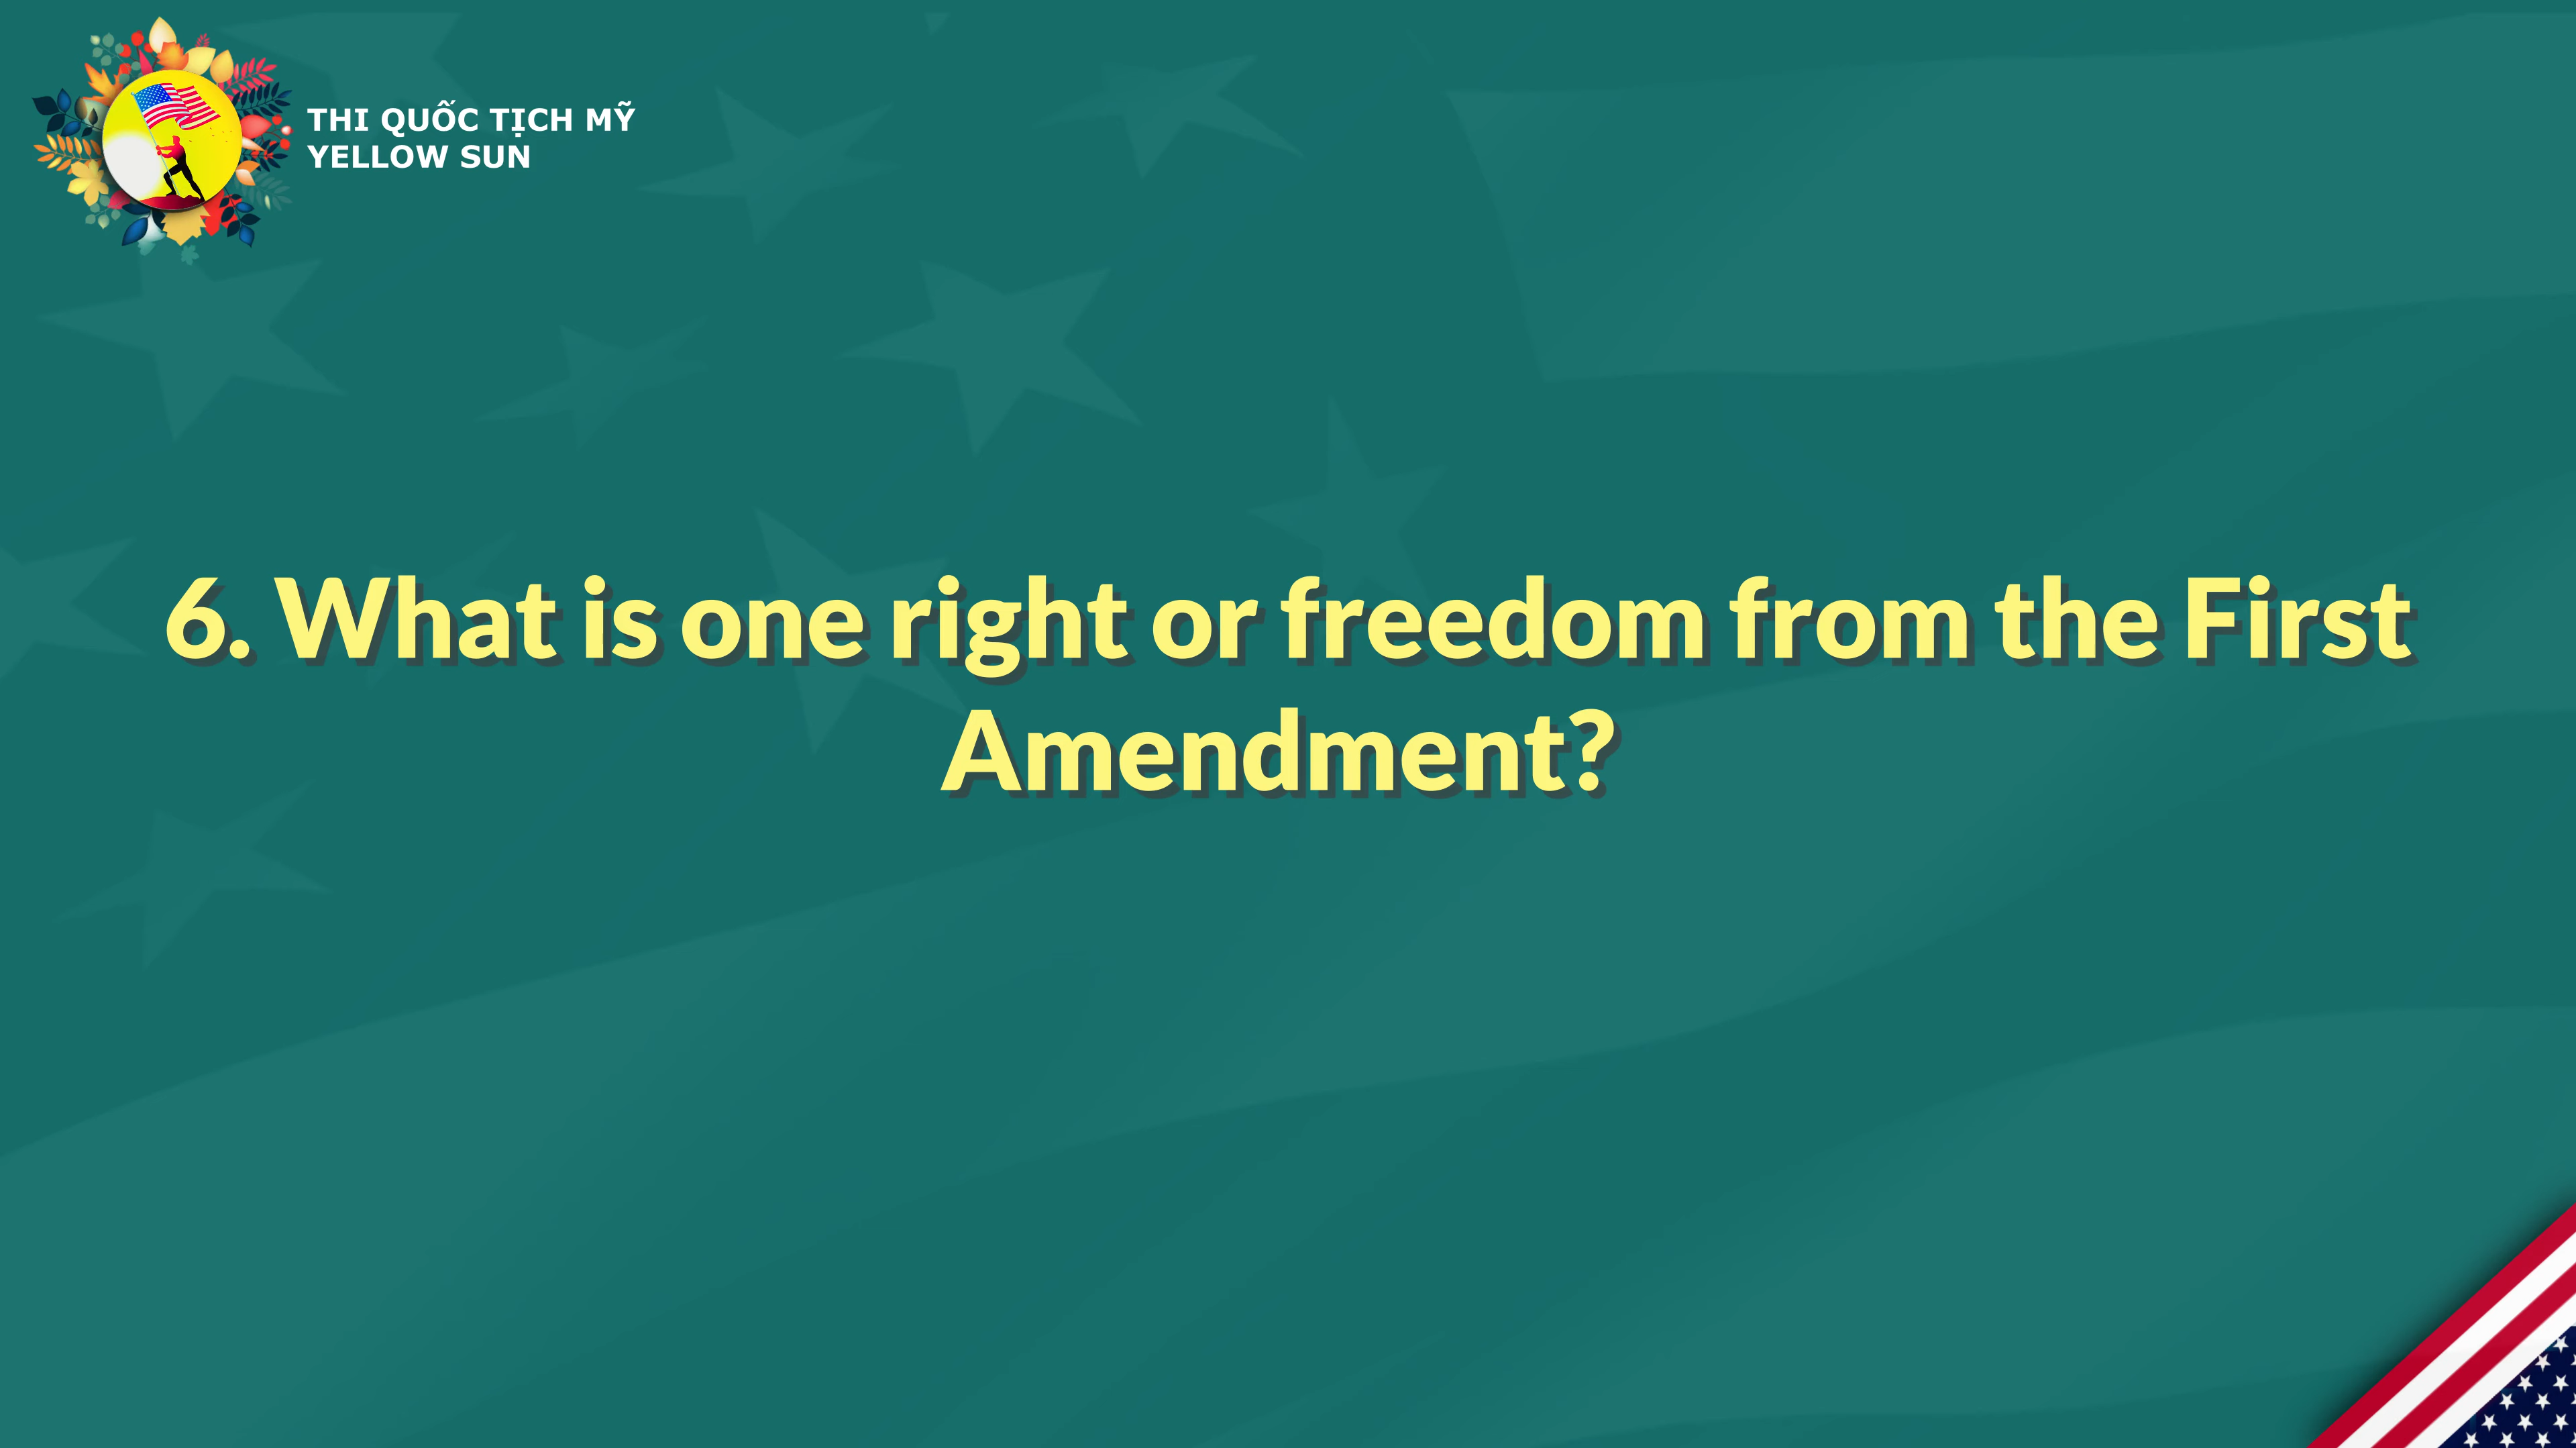 THI QUỐC TỊCH MỸ
YELLOW SUN
6. What is one right or freedom from the First
Amendment?